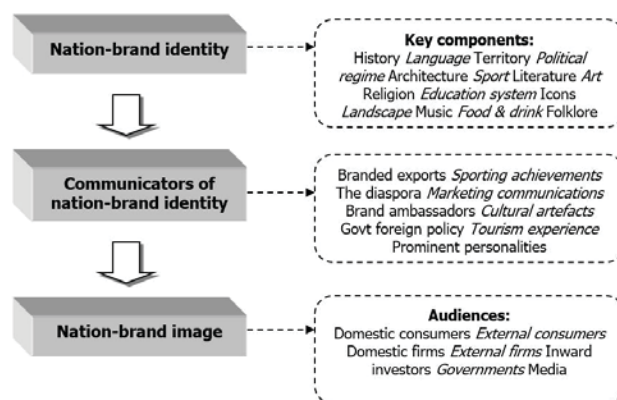 Nation-brand identity
Key components:
History Language Territory Political
regime Architecture Sport Literature Art
Religion Education system Icons
Landscape Music Food & drink Folklore
Communicators of
nation-brand identity
Branded exports Sporting achievements
The diaspora Marketing communications
Brand ambassadors Cultural artefacts
Govt foreign policy Tourism experience
Prominent personalities
Nation-brand image
Audiences:
Domestic consumers External consumers
Domestic firms External firms Inward
investors Governments Media